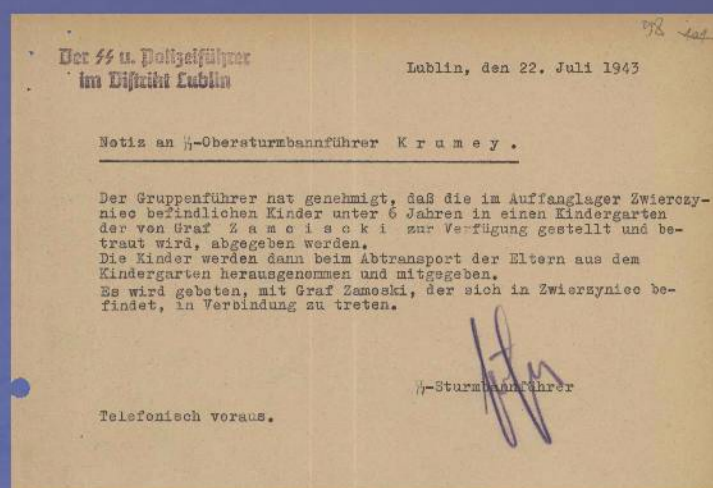 Der SS u. Polizeiführer
im Distrikt Lublin
Lublin, den 22. Juli 1943
Notiz an SS-Obersturmbannführer K r u m e y .
Der Gruppenführer hat genehmigt, daß die im Auffanglager Zwierczy-
niec befindlichen Kinder unter 6 Jahren in einen Kindergarten
der von Graf Z a m o i s c k i zur Verfügung gestellt und be-
traut wird, abgegeben werden.
Die Kinder werden dann beim Abtransport der Eltern aus dem
Kindergarten herausgenommen und mitgegeben.
Es wird gebeten, mit Graf Zamoski, der sich in Zwierzyniec be-
findet, in Verbindung zu treten.
SS-Sturmbannführer
Telefonisch voraus.